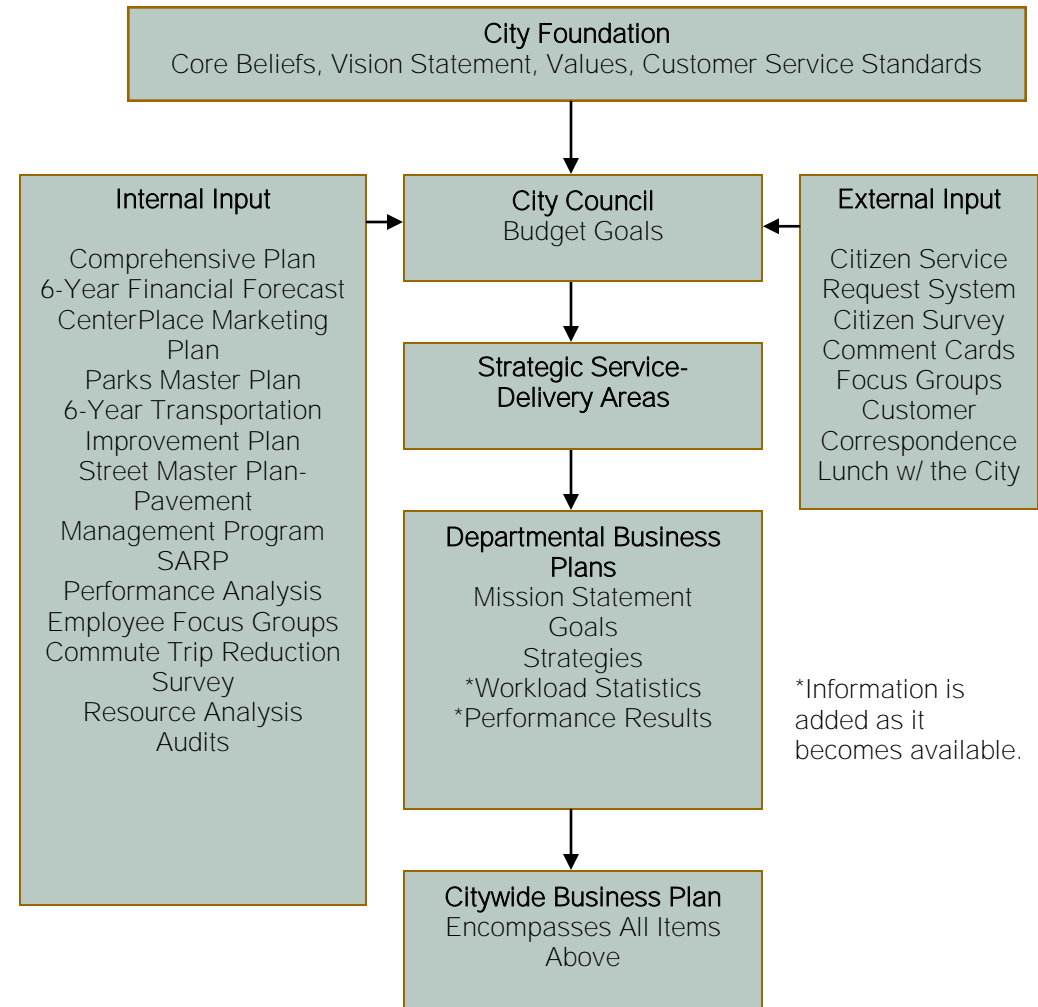 City Foundation
Core Beliefs, Vision Statement, Values, Customer Service Standards
Internal Input
Comprehensive Plan
6-Year Financial Forecast
CenterPlace Marketing
Plan
Parks Master Plan
6-Year Transportation
Improvement Plan
Street Master Plan-
Pavement
Management Program
SARP
Performance Analysis
Employee Focus Groups
Commute Trip Reduction
Survey
Resource Analysis
Audits
City Council
Budget Goals
Strategic Service-
Delivery Areas
Departmental Business
Plans
Mission Statement
Goals
Strategies
*Workload Statistics
*Performance Results
Citywide Business Plan
Encompasses All Items
Above
External Input
Citizen Service
Request System
Citizen Survey
Comment Cards
Focus Groups
Customer
Correspondence
Lunch w/ the City
*Information is
added as it
becomes available.